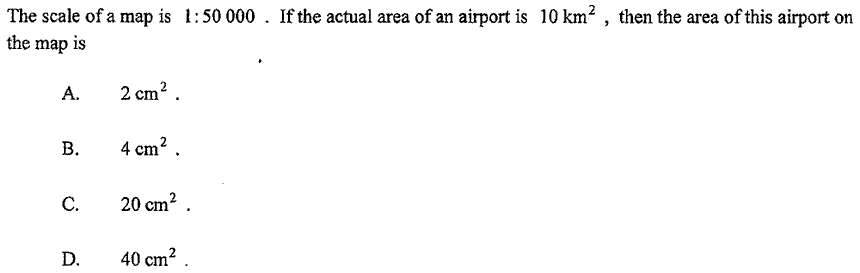 The scale of a map is 1 : 50 000 . If the actual area of an airport is 10 km² , then the area of this airport on
the map is
A. 2 cm² .
B. 4 cm² .
C. 20 cm² .
D. 40 cm² .